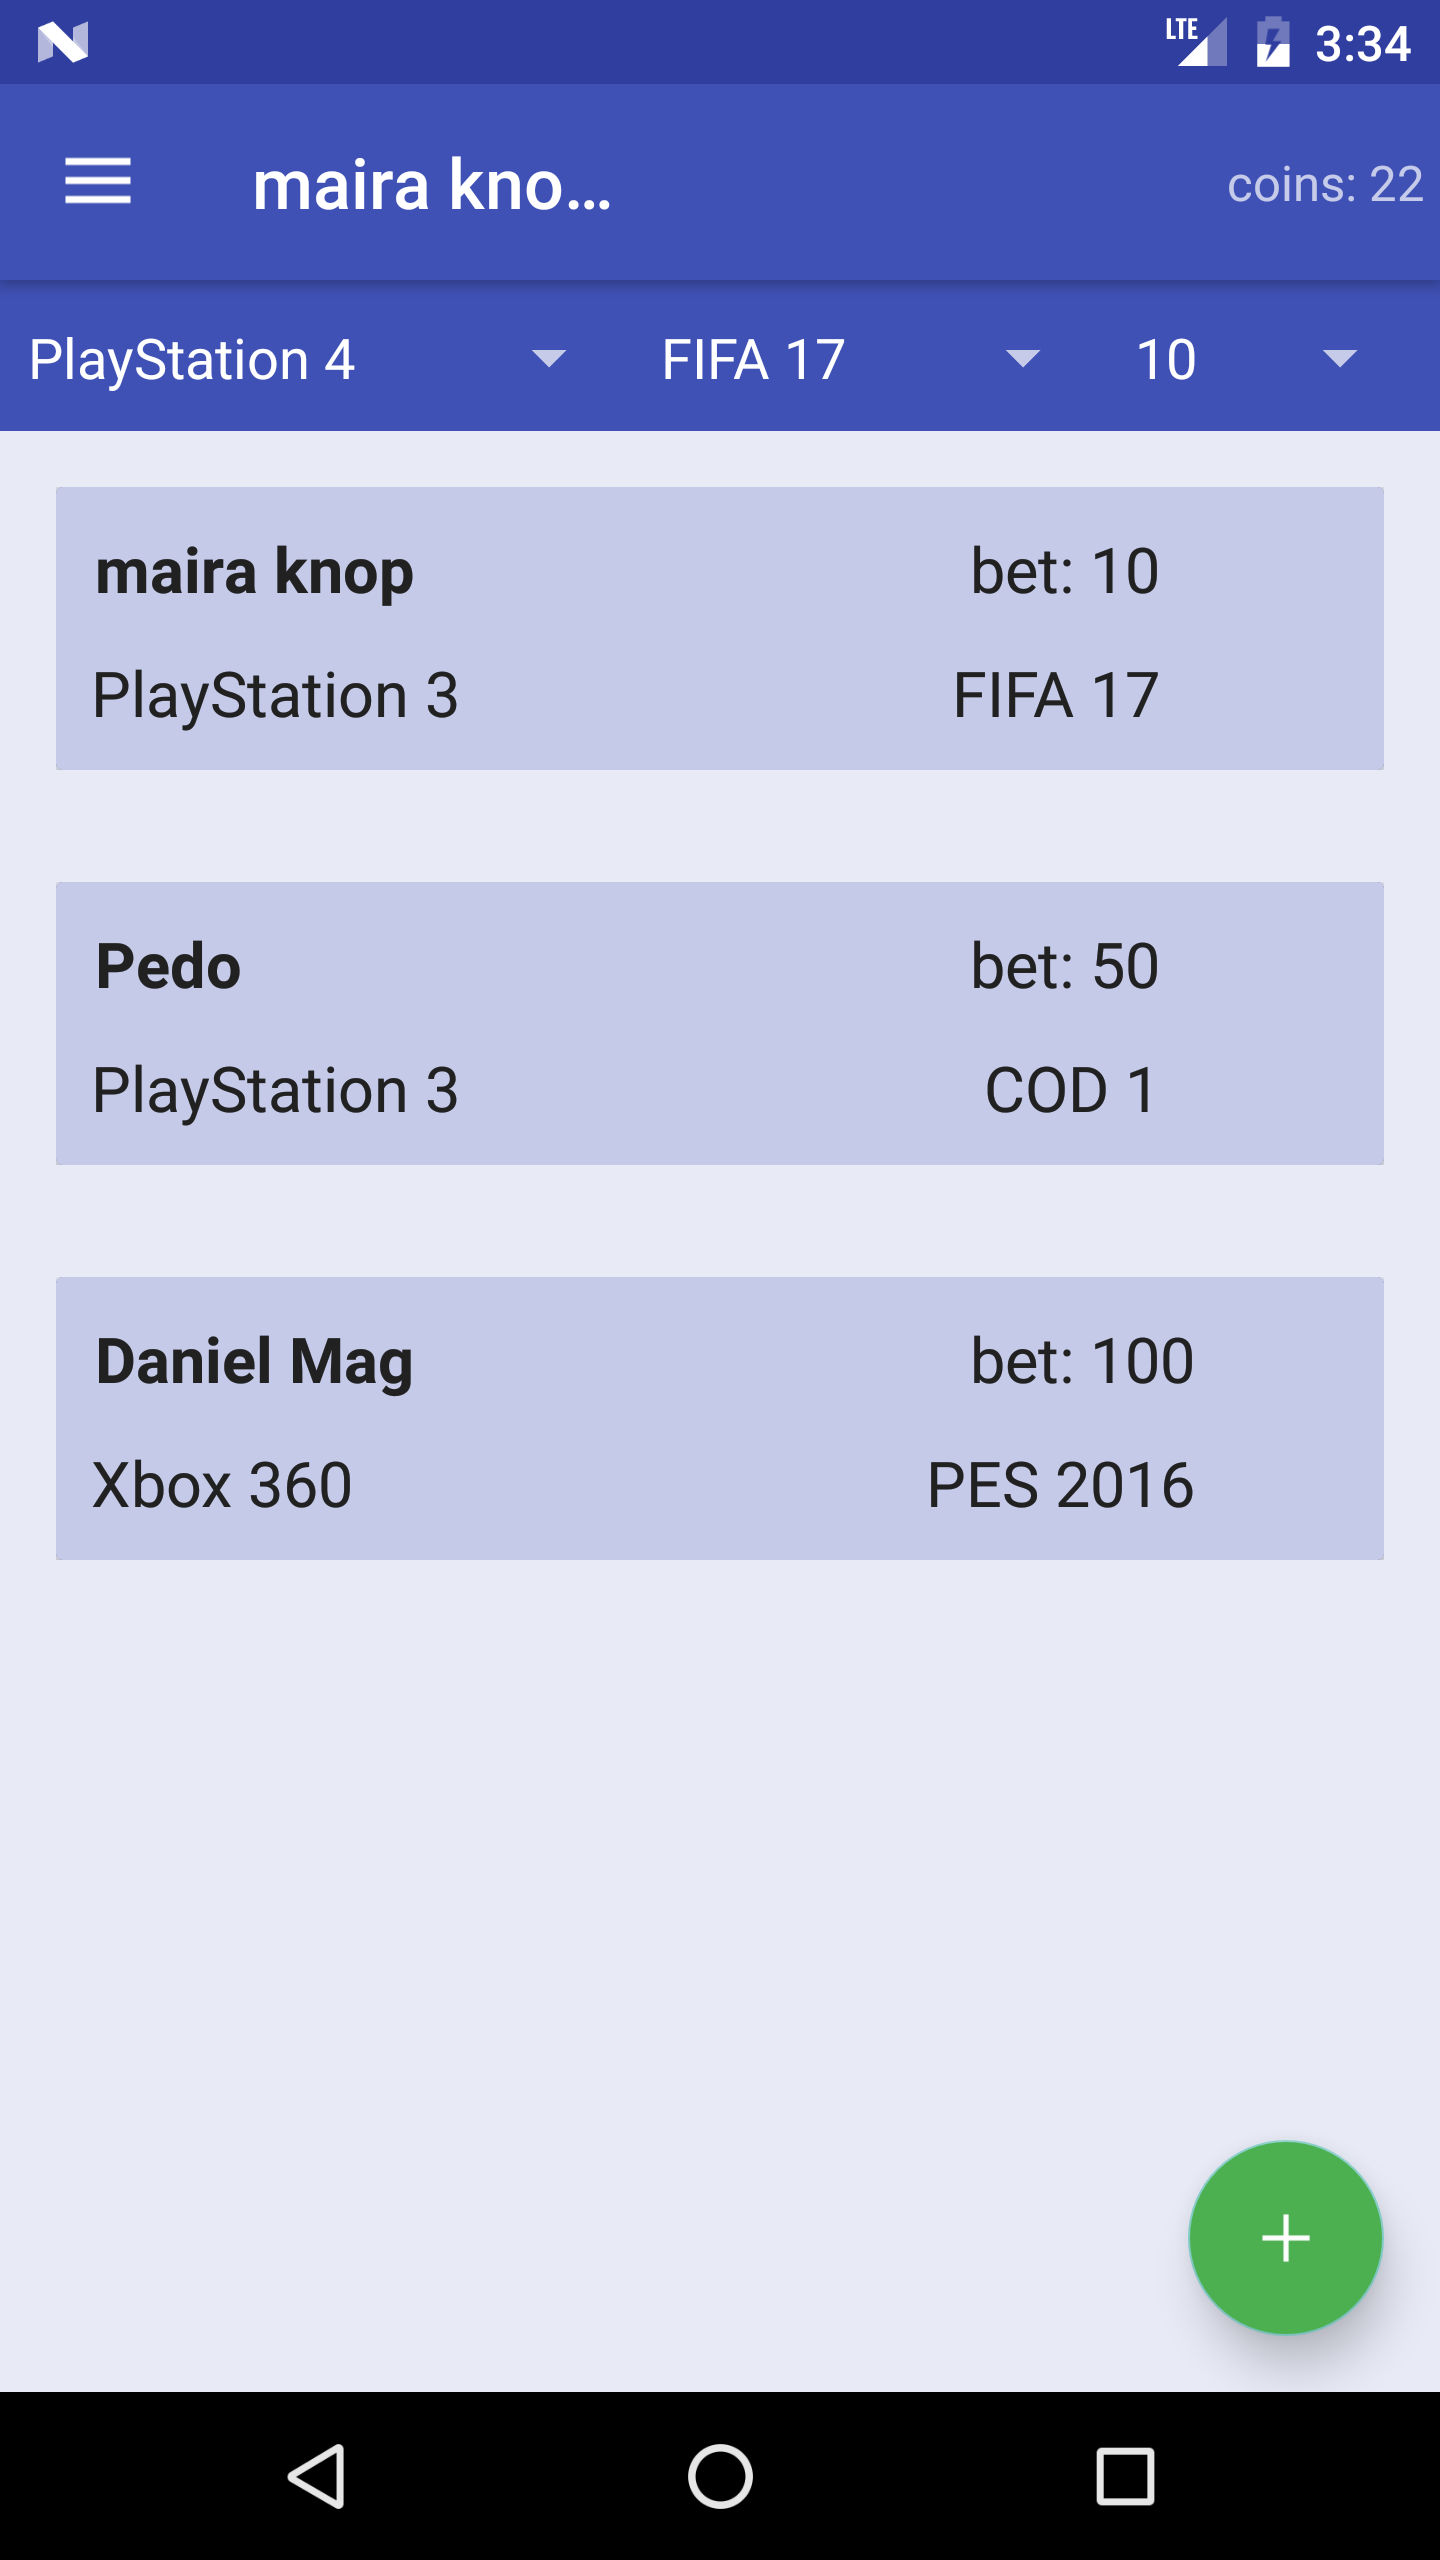 LTE 3:34
maira kno... coins: 22
PlayStation 4 FIFA 17 10
maira knop bet: 10
PlayStation 3 FIFA 17
Pedo bet: 50
PlayStation 3 COD 1
Daniel Mag bet: 100
Xbox 360 PES 2016